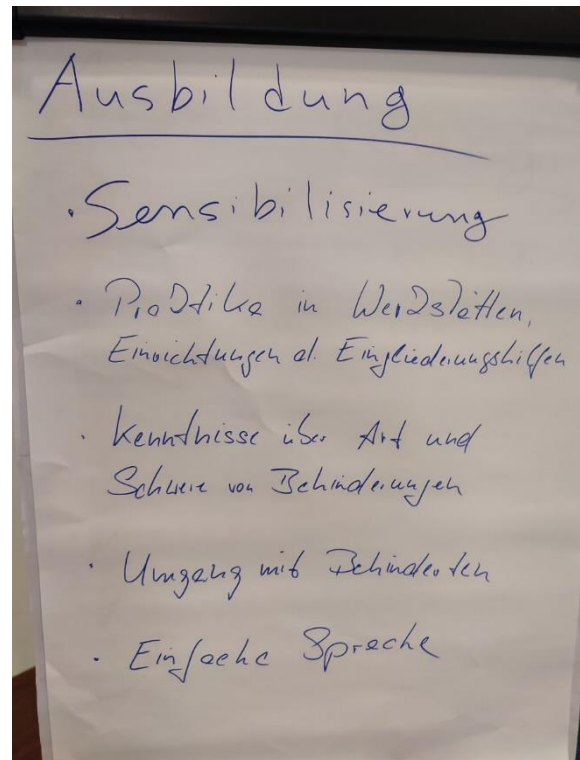 Ausbildung
· Sensibilisierung
· Praktika in Werkstätten,
Einrichtungen d. Eingliederungshilfen
· Kenntnisse über Art und
Schwere von Behinderungen
· Umgang mit Behinderten
· Einfache Sprache